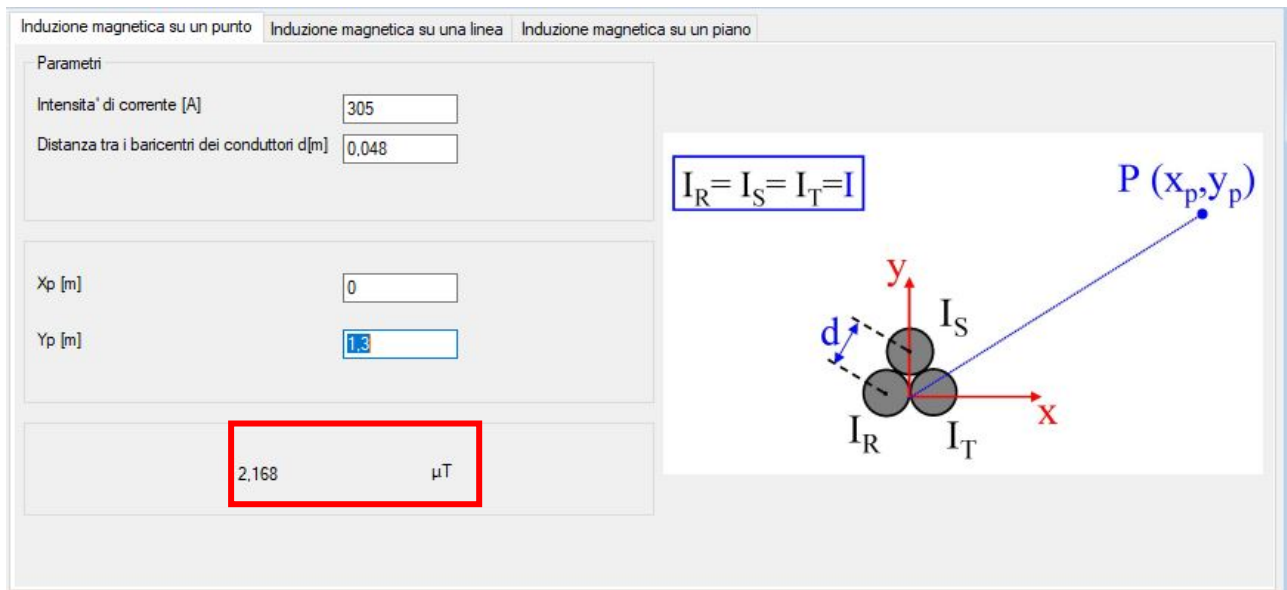 Induzione magnetica su un punto Induzione magnetica su una linea Induzione magnetica su un piano
Parametri
Intensita' di corrente [A] 305
Distanza tra i baricentri dei conduttori d[m] 0,048
I_R= I_S= I_T=I
P (x_p,y_p)
Xp [m] 0
Yp [m] 1,3
y
I_S
d
x
I_R
I_T
2,168 µT